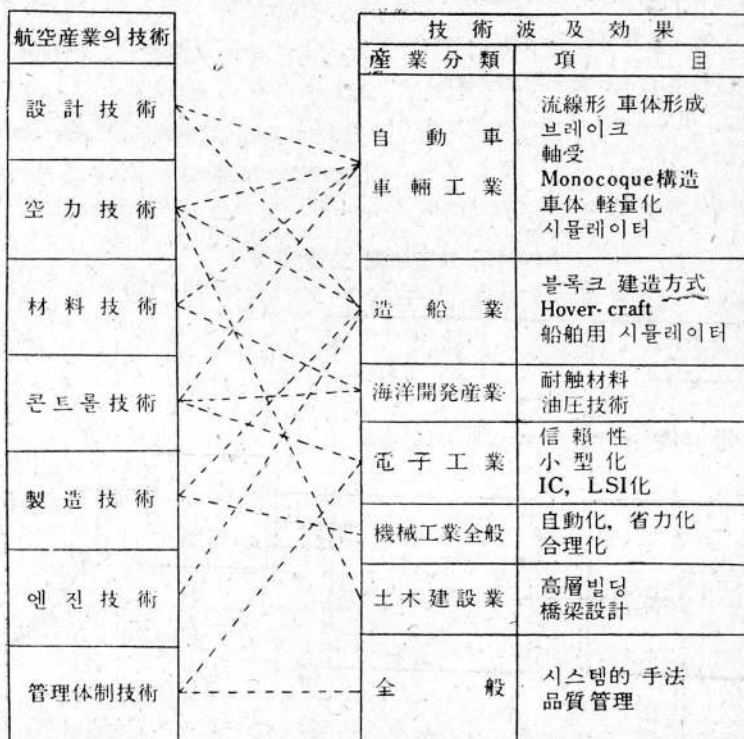 航空産業의 技術
設計技術
空力技術
材料技術
콘트롤技術
製造技術
엔진技術
管理体制技術
技術波及効果
産業分類 項目
自動車
車輛工業
流線形 車体形成
브레이크
軸受
Monocoque構造
車体 軽量化
시뮬레이터
造船業
블록크 建造方式
Hover-craft
船舶用 시뮬레이터
海洋開発産業
耐触材料
油圧技術
電子工業
信頼性
小型化
IC, LSI化
機械工業全般
自動化, 省力化
合理化
土木建設業
高層빌딩
橋梁設計
全般
시스템的 手法
品質管理